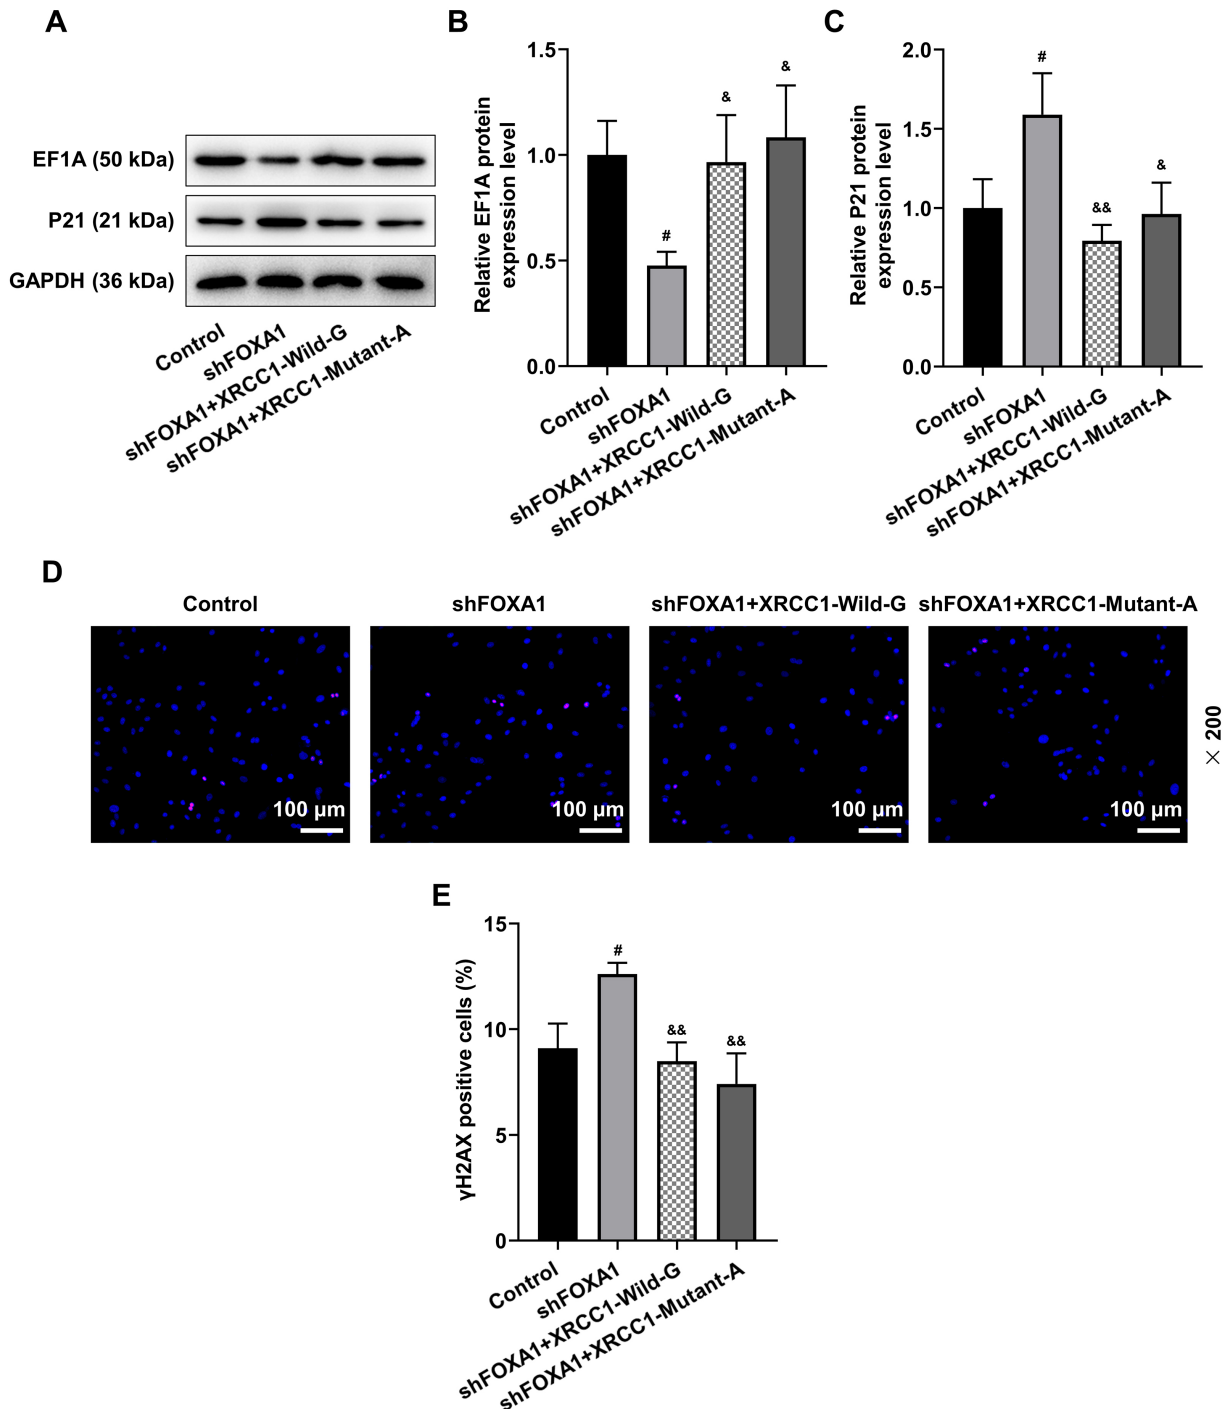 A
EF1A (50 kDa)
P21 (21 kDa)
GAPDH (36 kDa)
Control
shFOXA1
shFOXA1+XRCC1-Wild-G
shFOXA1+XRCC1-Mutant-A
B
Relative EF1A protein
expression level
1.5
1.0
0.5
0.0
#
&
&
Control
shFOXA1
shFOXA1+XRCC1-Wild-G
shFOXA1+XRCC1-Mutant-A
C
Relative P21 protein
expression level
2.0
1.5
1.0
0.5
0.0
#
&&
&
Control
shFOXA1
shFOXA1+XRCC1-Wild-G
shFOXA1+XRCC1-Mutant-A
D
Control
shFOXA1
shFOXA1+XRCC1-Wild-G
shFOXA1+XRCC1-Mutant-A
100 μm
100 μm
100 μm
100 μm
× 200
E
γH2AX positive cells (%)
15
10
5
0
#
&&
&&
Control
shFOXA1
shFOXA1+XRCC1-Wild-G
shFOXA1+XRCC1-Mutant-A